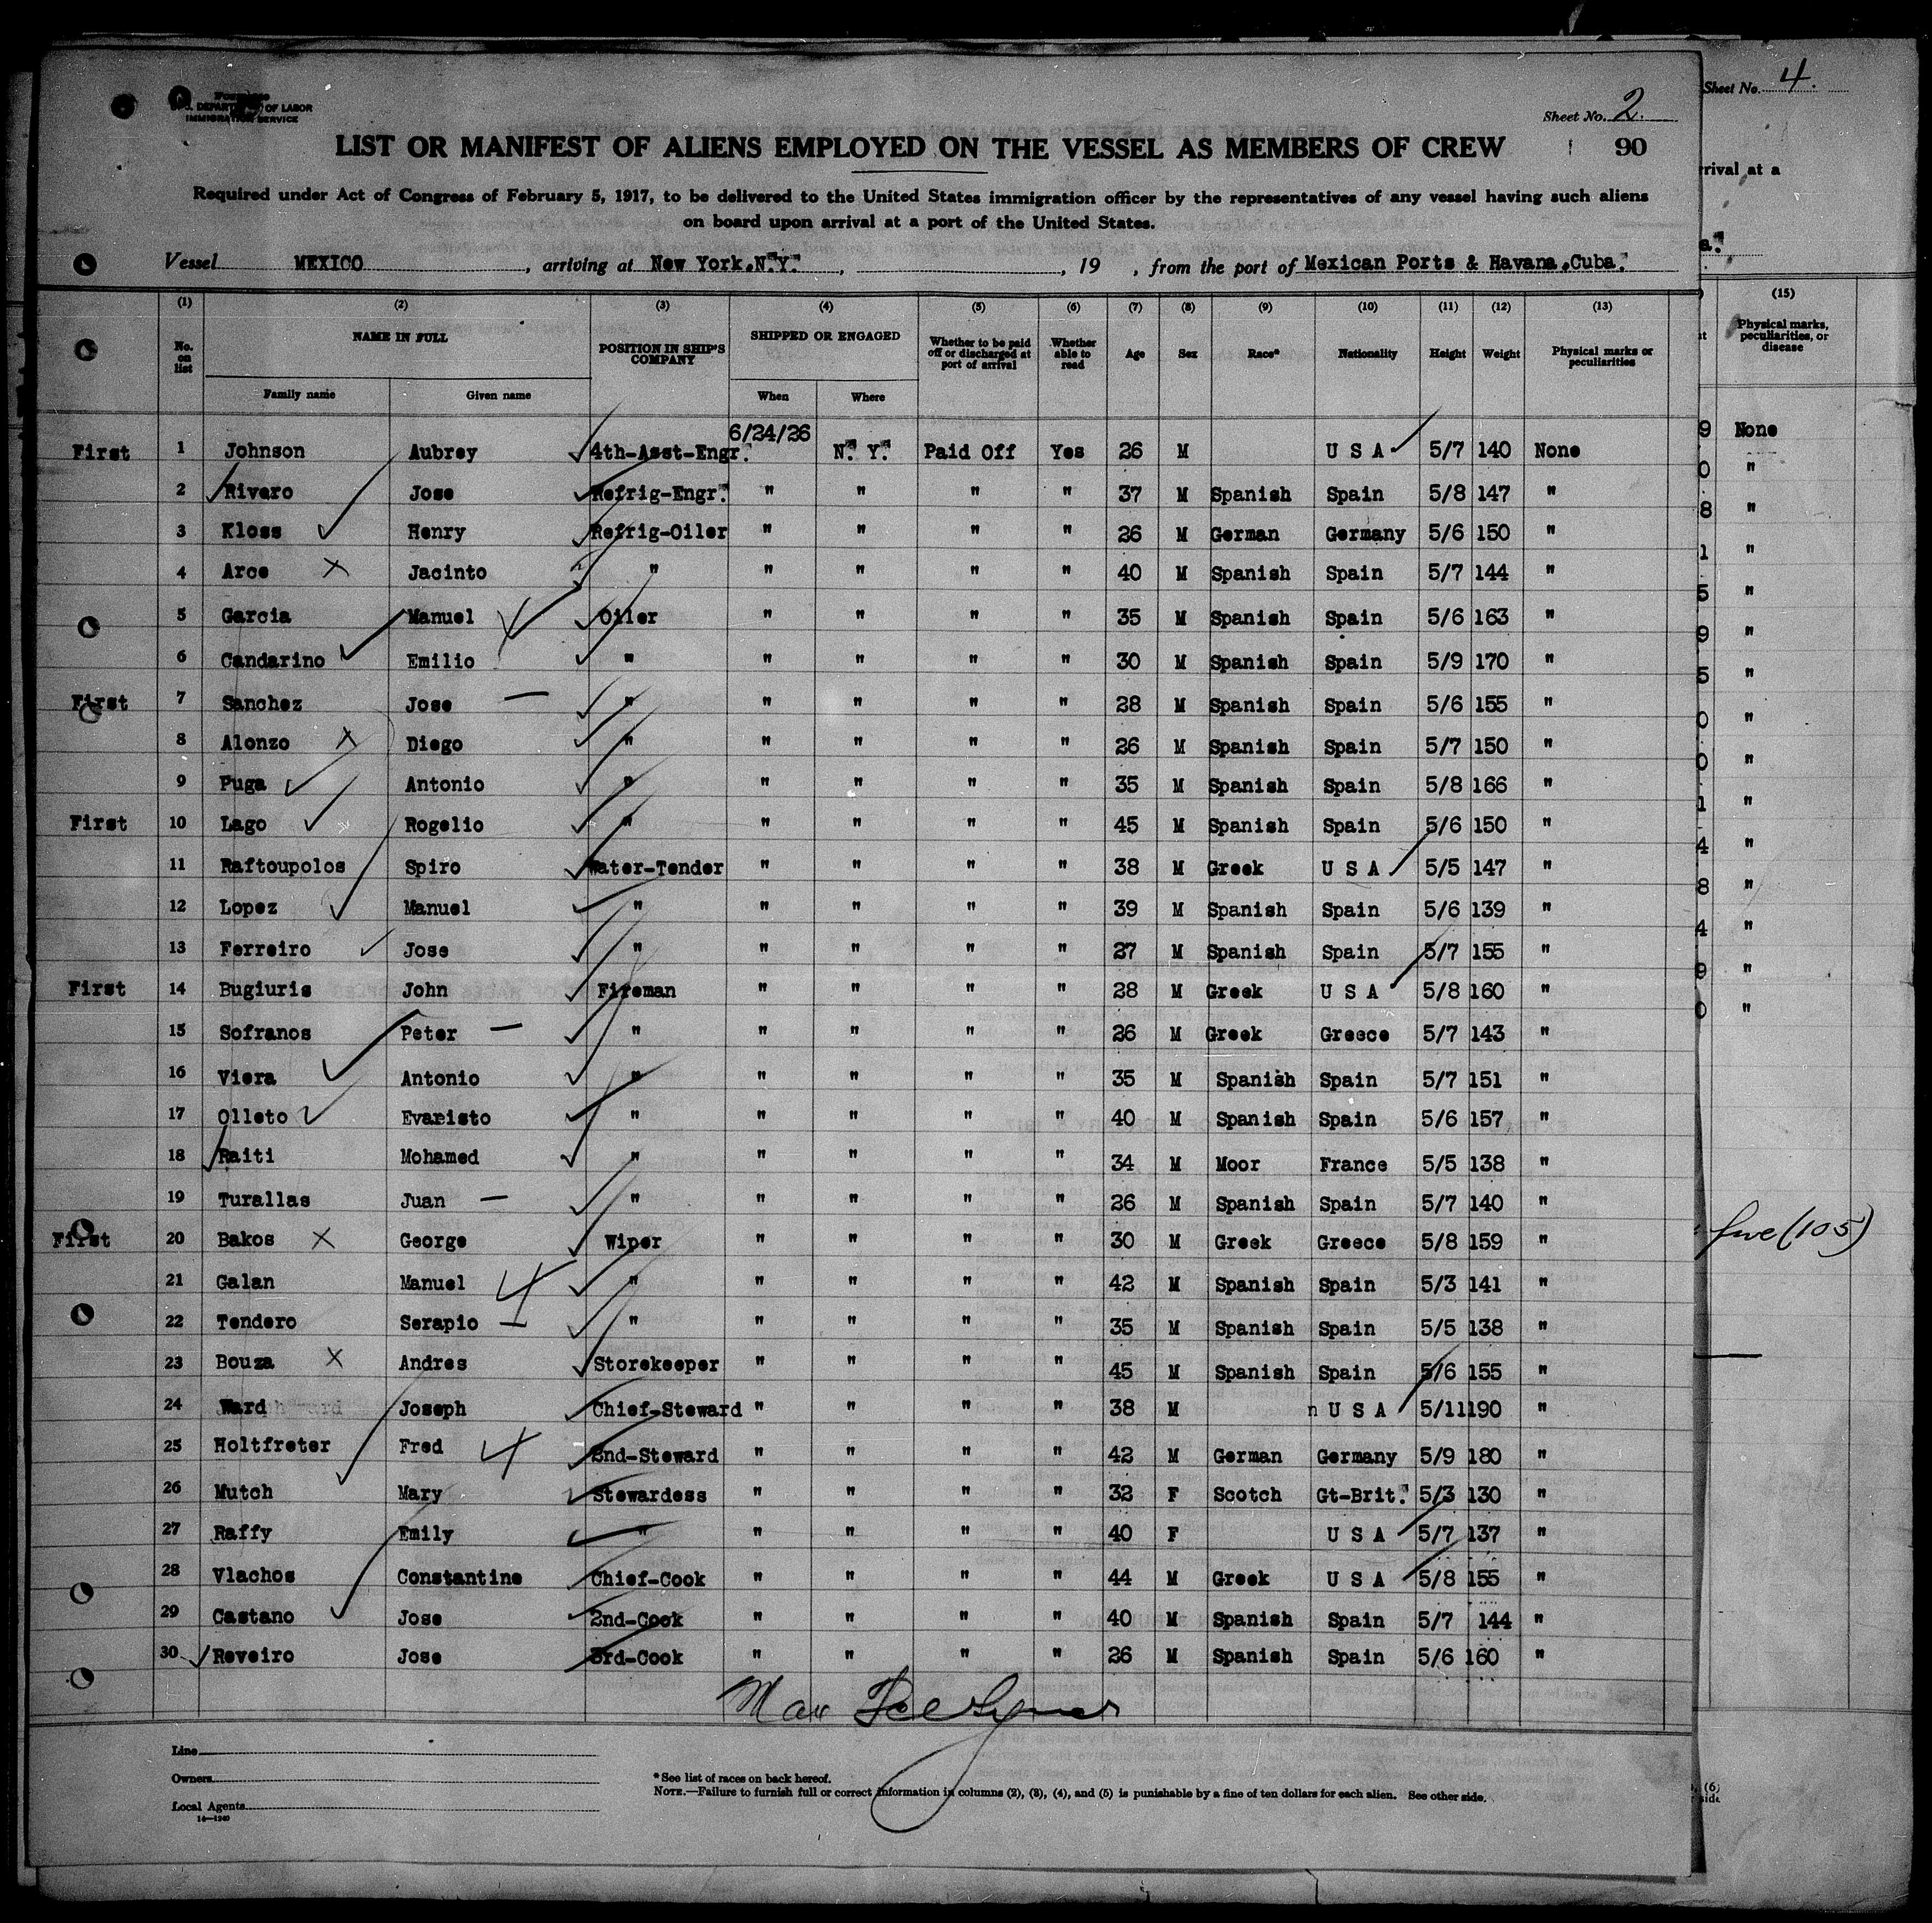 U.S. DEPARTMENT OF LABOR
IMMIGRATION SERVICE
Sheet No. 2.
LIST OR MANIFEST OF ALIENS EMPLOYED ON THE VESSEL AS MEMBERS OF CREW 90
Required under Act of Congress of February 5, 1917, to be delivered to the United States immigration officer by the representatives of any vessel having such aliens
on board upon arrival at a port of the United States.
Vessel MEXICO, arriving at New York, N.Y., , 19 , from the port of Mexican Ports & Havana, Cuba.
(1) (2) (3) (4) (5) (6) (7) (8) (9) (10) (11) (12) (13)
No. on list NAME IN FULL POSITION IN SHIP'S COMPANY SHIPPED OR ENGAGED Whether to be paid off or discharged at port of arrival Whether able to read Age Sex Race* Nationality Height Weight Physical marks or peculiarities
Family name Given name When Where
First 1 Johnson Aubrey 4th-Asst-Engr. 6/24/26 N. Y. Paid Off Yes 26 M U S A 5/7 140 None
2 Rivero Jose Refrig-Engr. " " " " 37 M Spanish Spain 5/8 147 "
3 Kloss Henry Refrig-Oiler " " " " 26 M German Germany 5/6 150 "
4 Arce Jacinto " " " " " 40 M Spanish Spain 5/7 144 "
5 Garcia Manuel Oiler " " " " 35 M Spanish Spain 5/6 163 "
6 Candarino Emilio " " " " " 30 M Spanish Spain 5/9 170 "
First 7 Sanchez Jose " " " " " 28 M Spanish Spain 5/6 155 "
8 Alonzo Diego " " " " " 26 M Spanish Spain 5/7 150 "
9 Puga Antonio " " " " " 35 M Spanish Spain 5/8 166 "
First 10 Lago Rogelio " " " " " 45 M Spanish Spain 5/6 150 "
11 Raftoupolos Spiro Water-Tender " " " " 38 M Greek U S A 5/5 147 "
12 Lopez Manuel " " " " " 39 M Spanish Spain 5/6 139 "
13 Ferreiro Jose " " " " " 27 M Spanish Spain 5/7 155 "
First 14 Bugiuris John Fireman " " " " 28 M Greek U S A 5/8 160 "
15 Sofranos Peter " " " " " 26 M Greek Greece 5/7 143 "
16 Viera Antonio " " " " " 35 M Spanish Spain 5/7 151 "
17 Olleto Evaristo " " " " " 40 M Spanish Spain 5/6 157 "
18 Raiti Mohamed " " " " " 34 M Moor France 5/5 138 "
19 Turallas Juan " " " " " 26 M Spanish Spain 5/7 140 "
First 20 Bakos George Wiper " " " " 30 M Greek Greece 5/8 159 "
21 Galan Manuel " " " " " 42 M Spanish Spain 5/3 141 "
22 Tendero Serapio " " " " " 35 M Spanish Spain 5/5 138 "
23 Bouza Andres Storekeeper " " " " 45 M Spanish Spain 5/6 155 "
24 Ward Joseph Chief-Steward " " " " 38 M n U S A 5/11 190 "
25 Holtfreter Fred 2nd-Steward " " " " 42 M German Germany 5/9 180 "
26 Mutch Mary Stewardess " " " " 32 F Scotch Gt-Brit. 5/3 130 "
27 Raffy Emily " " " " " 40 F U S A 5/7 137 "
28 Vlachos Constantine Chief-Cook " " " " 44 M Greek U S A 5/8 155 "
29 Castano Jose 2nd-Cook " " " " 40 M Spanish Spain 5/7 144 "
30 Reveiro Jose 3rd-Cook " " " " 26 M Spanish Spain 5/6 160 "
Line
Owners
Local Agents
14—1240
*See list of races on back hereof.
NOTE.—Failure to furnish full or correct information in columns (2), (3), (4), and (5) is punishable by a fine of ten dollars for each alien. See other side.
Sheet No. 4.
rrival at a
(15)
Physical marks, peculiarities, or disease
None
"
"
"
"
"
"
"
"
"
"
"
"
"
"
five (105)
(6)
side